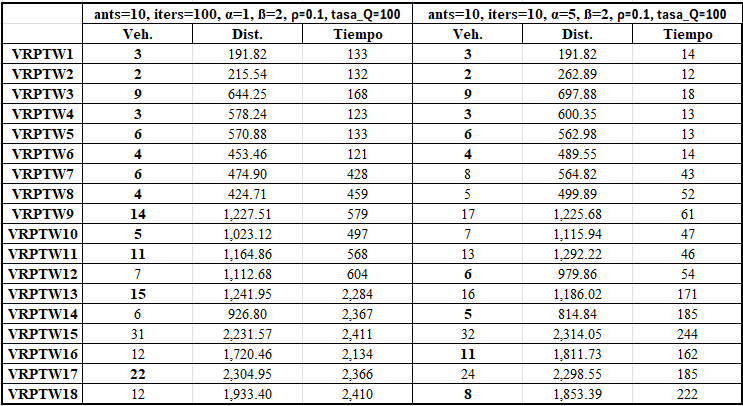 ants=10, iters=100, α=1, ß=2, ρ=0.1, tasa_Q=100 ants=10, iters=10, α=5, ß=2, ρ=0.1, tasa_Q=100
Veh. Dist. Tiempo Veh. Dist. Tiempo
VRPTW1 3 191.82 133 3 191.82 14
VRPTW2 2 215.54 132 2 262.89 12
VRPTW3 9 644.25 168 9 697.88 18
VRPTW4 3 578.24 123 3 600.35 13
VRPTW5 6 570.88 133 6 562.98 13
VRPTW6 4 453.46 121 4 489.55 14
VRPTW7 6 474.90 428 8 564.82 43
VRPTW8 4 424.71 459 5 499.89 52
VRPTW9 14 1,227.51 579 17 1,225.68 61
VRPTW10 5 1,023.12 497 7 1,115.94 47
VRPTW11 11 1,164.86 568 13 1,292.22 46
VRPTW12 7 1,112.68 604 6 979.86 54
VRPTW13 15 1,241.95 2,284 16 1,186.02 171
VRPTW14 6 926.80 2,367 5 814.84 185
VRPTW15 31 2,231.57 2,411 32 2,314.05 244
VRPTW16 12 1,720.46 2,134 11 1,811.73 162
VRPTW17 22 2,304.95 2,366 24 2,298.55 185
VRPTW18 12 1,933.40 2,410 8 1,853.39 222